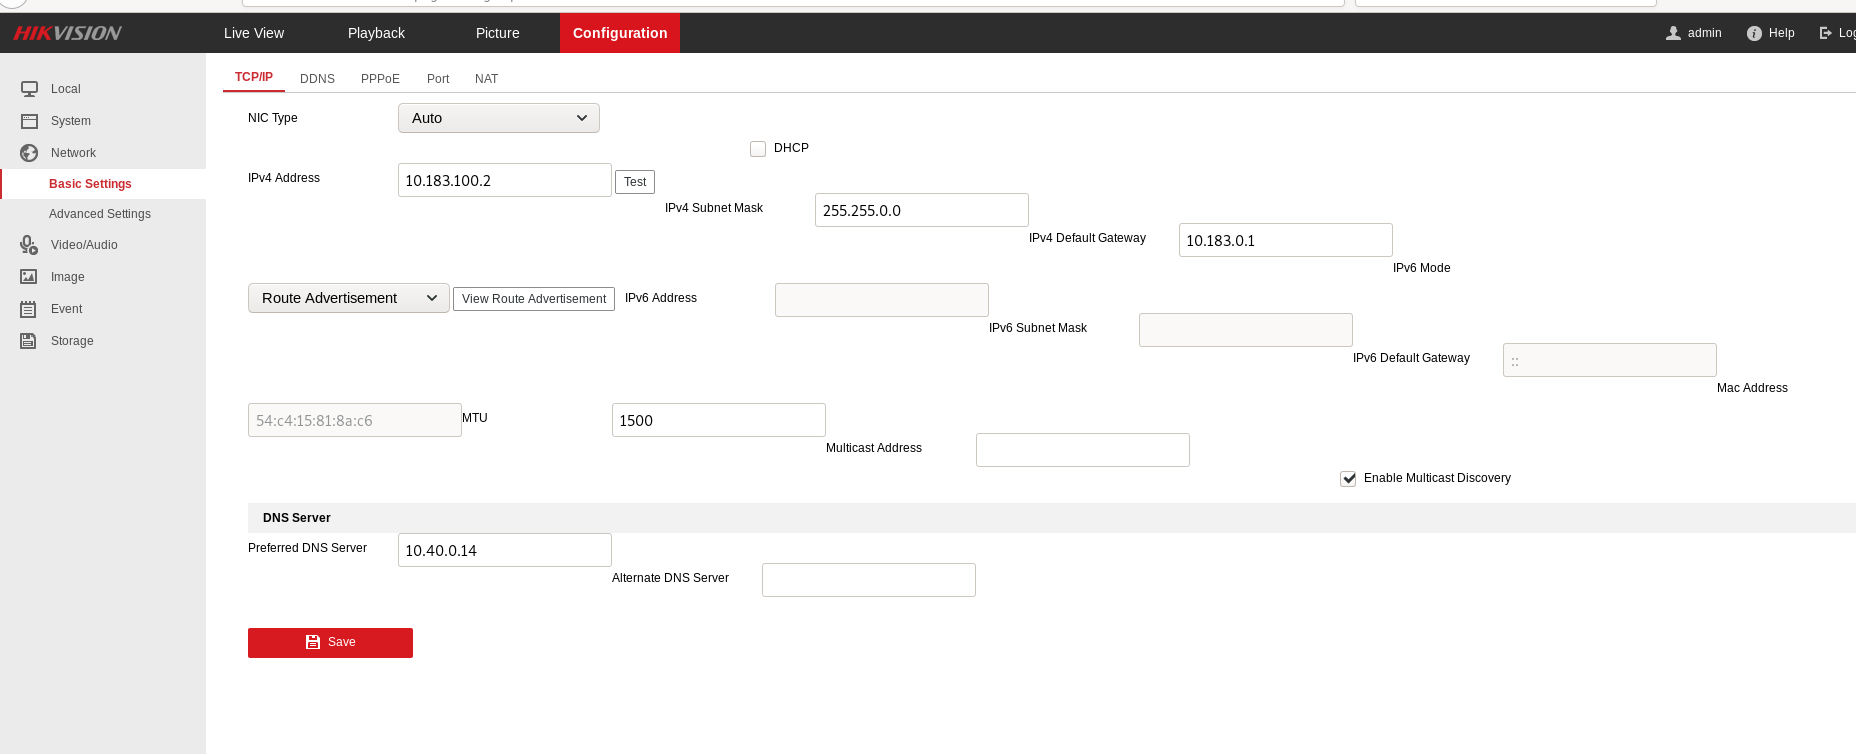 HIKVISION
Live View Playback Picture Configuration admin Help
TCP/IP DDNS PPPoE Port NAT
Local
System
Network
Basic Settings
Advanced Settings
Video/Audio
Image
Event
Storage
NIC Type Auto
DHCP
IPv4 Address 10.183.100.2 Test
IPv4 Subnet Mask 255.255.0.0
IPv4 Default Gateway 10.183.0.1
IPv6 Mode
Route Advertisement View Route Advertisement IPv6 Address
IPv6 Subnet Mask
IPv6 Default Gateway ::
Mac Address
54:c4:15:81:8a:c6 MTU 1500
Multicast Address
Enable Multicast Discovery
DNS Server
Preferred DNS Server 10.40.0.14
Alternate DNS Server
Save